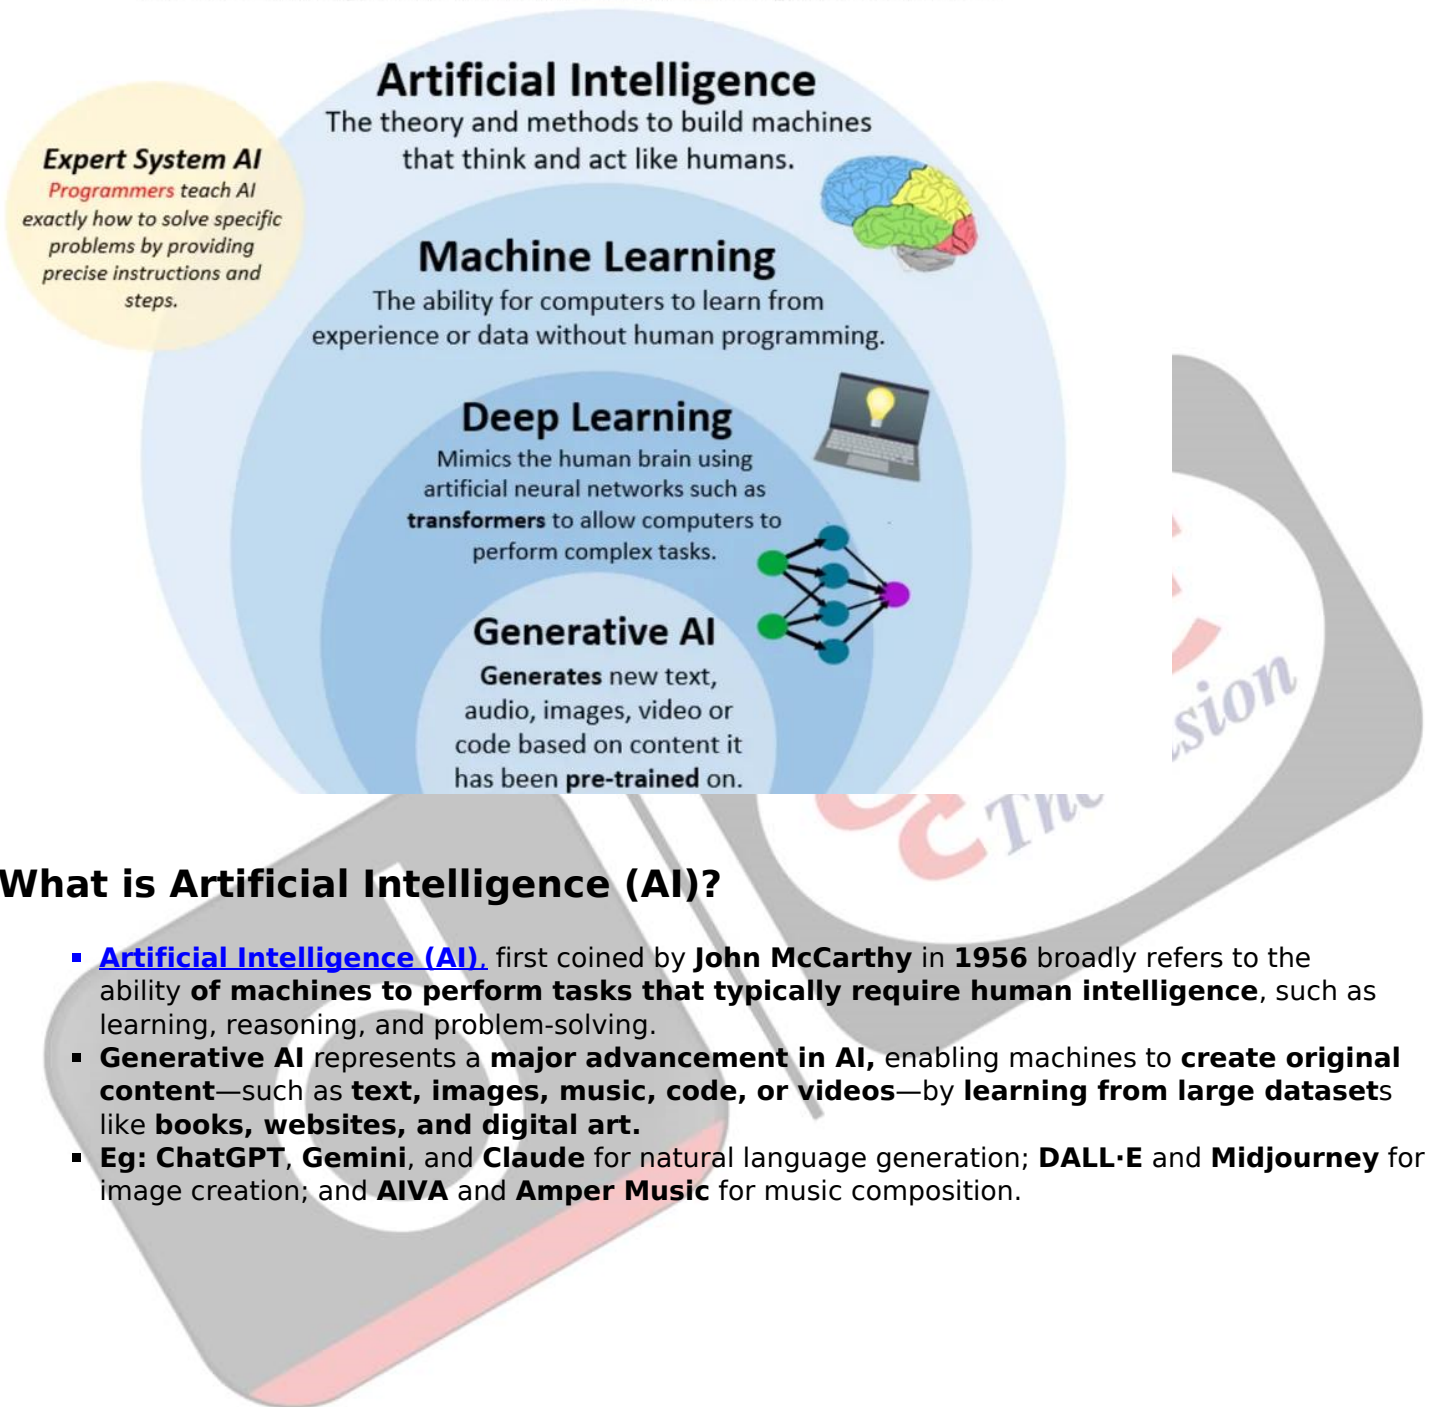 Artificial Intelligence
The theory and methods to build machines
that think and act like humans.
Expert System AI
Programmers teach AI
exactly how to solve specific
problems by providing
precise instructions and
steps.
Machine Learning
The ability for computers to learn from
experience or data without human programming.
Deep Learning
Mimics the human brain using
artificial neural networks such as
transformers to allow computers to
perform complex tasks.
Generative AI
Generates new text,
audio, images, video or
code based on content it
has been pre-trained on.
What is Artificial Intelligence (AI)?
Artificial Intelligence (AI), first coined by John McCarthy in 1956 broadly refers to the
ability of machines to perform tasks that typically require human intelligence, such as
learning, reasoning, and problem-solving.
Generative AI represents a major advancement in AI, enabling machines to create original
content—such as text, images, music, code, or videos—by learning from large datasets
like books, websites, and digital art.
Eg: ChatGPT, Gemini, and Claude for natural language generation; DALL·E and Midjourney for
image creation; and AIVA and Amper Music for music composition.